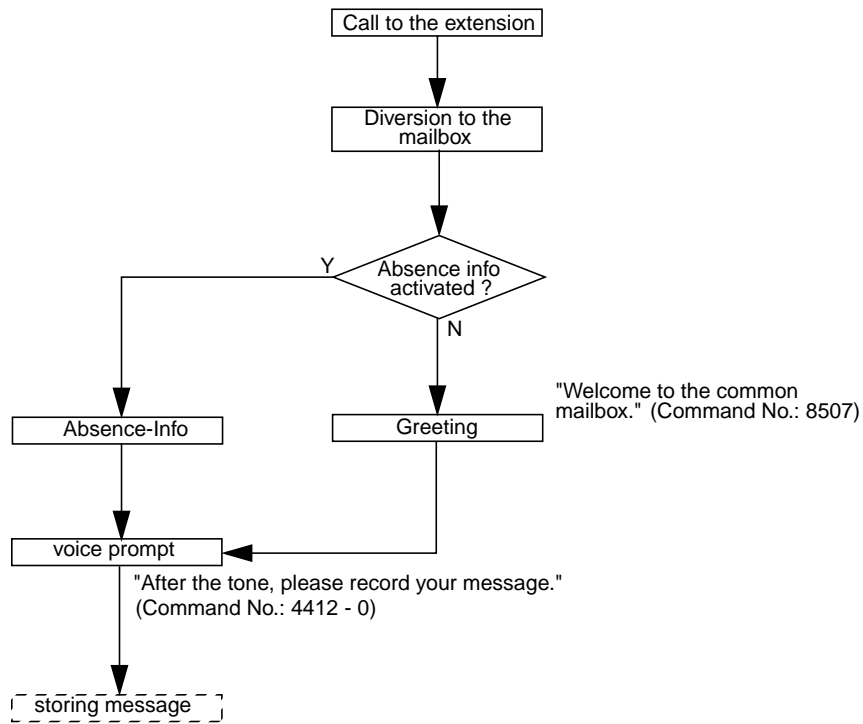 Call to the extension
Diversion to the
mailbox
Y
Absence info
activated ?
N
"Welcome to the common
mailbox." (Command No.: 8507)
Absence-Info
Greeting
voice prompt
"After the tone, please record your message."
(Command No.: 4412 - 0)
storing message